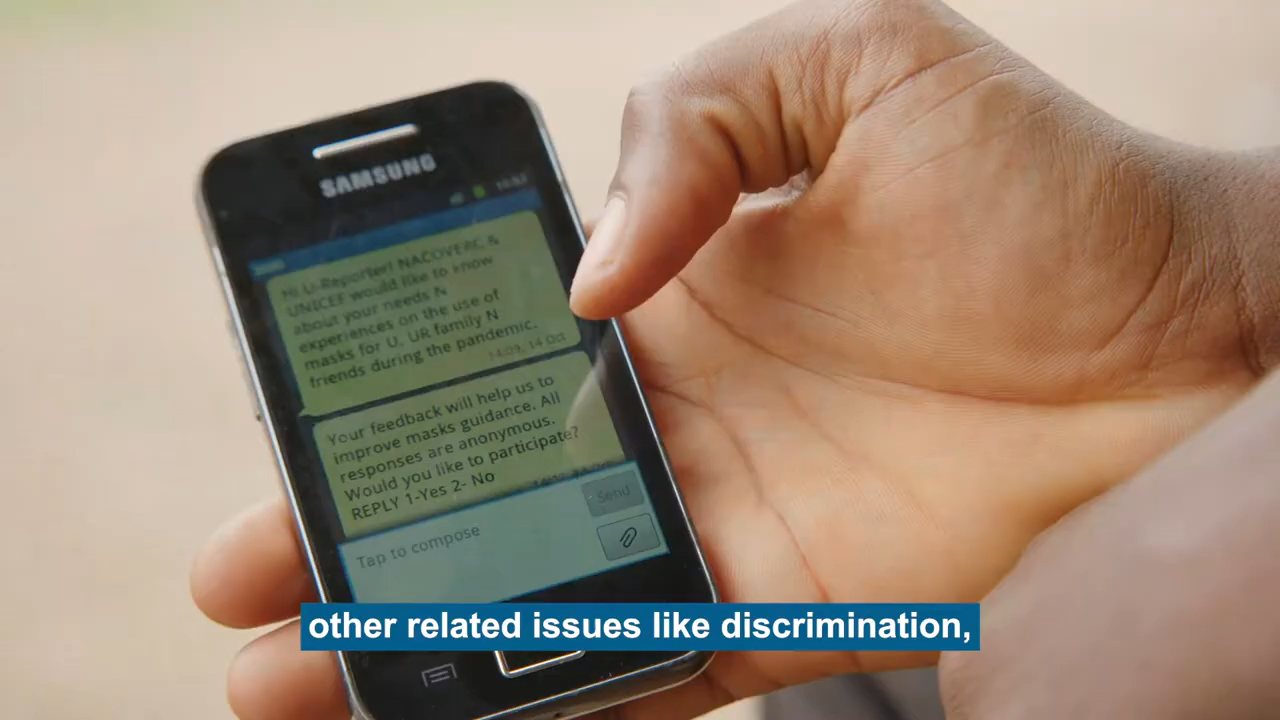 SAMSUNG
Hi U-Reporter! NACOVERC &
UNICEF would like to know
about your needs N
experiences on the use of
masks for U, UR family N
friends during the pandemic.
14:09, 14 Oct
Your feedback will help us to
improve masks guidance. All
responses are anonymous.
Would you like to participate?
REPLY 1-Yes 2- No
Send
Tap to compose
other related issues like discrimination,